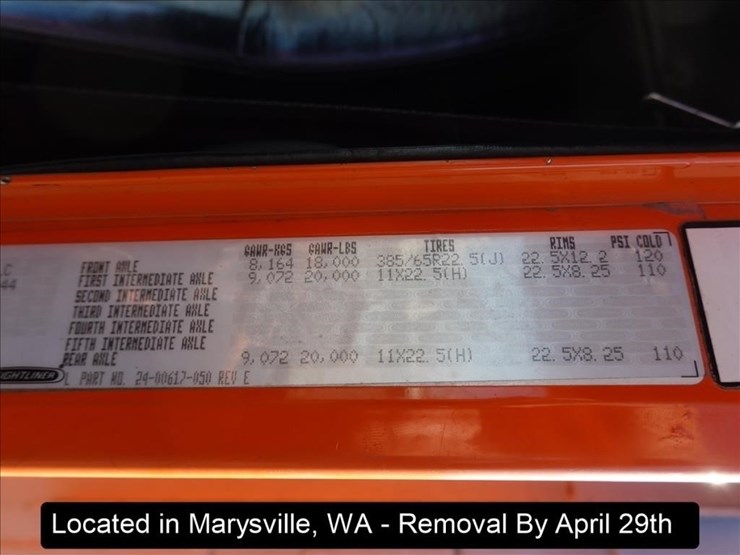 GAWR-KGS GAWR-LBS TIRES RIMS PSI COLD
LC FRONT AXLE 8,164 18,000 385/65R22.5(J) 22.5X12.2 120
44 FIRST INTERMEDIATE AXLE 9,072 20,000 11X22.5(H) 22.5X8.25 110
SECOND INTERMEDIATE AXLE
THIRD INTERMEDIATE AXLE
FOURTH INTERMEDIATE AXLE
FIFTH INTERMEDIATE AXLE
REAR AXLE 9,072 20,000 11X22.5(H) 22.5X8.25 110
EIGHTLINER L PART NO. 24-00617-050 REV E
Located in Marysville, WA - Removal By April 29th